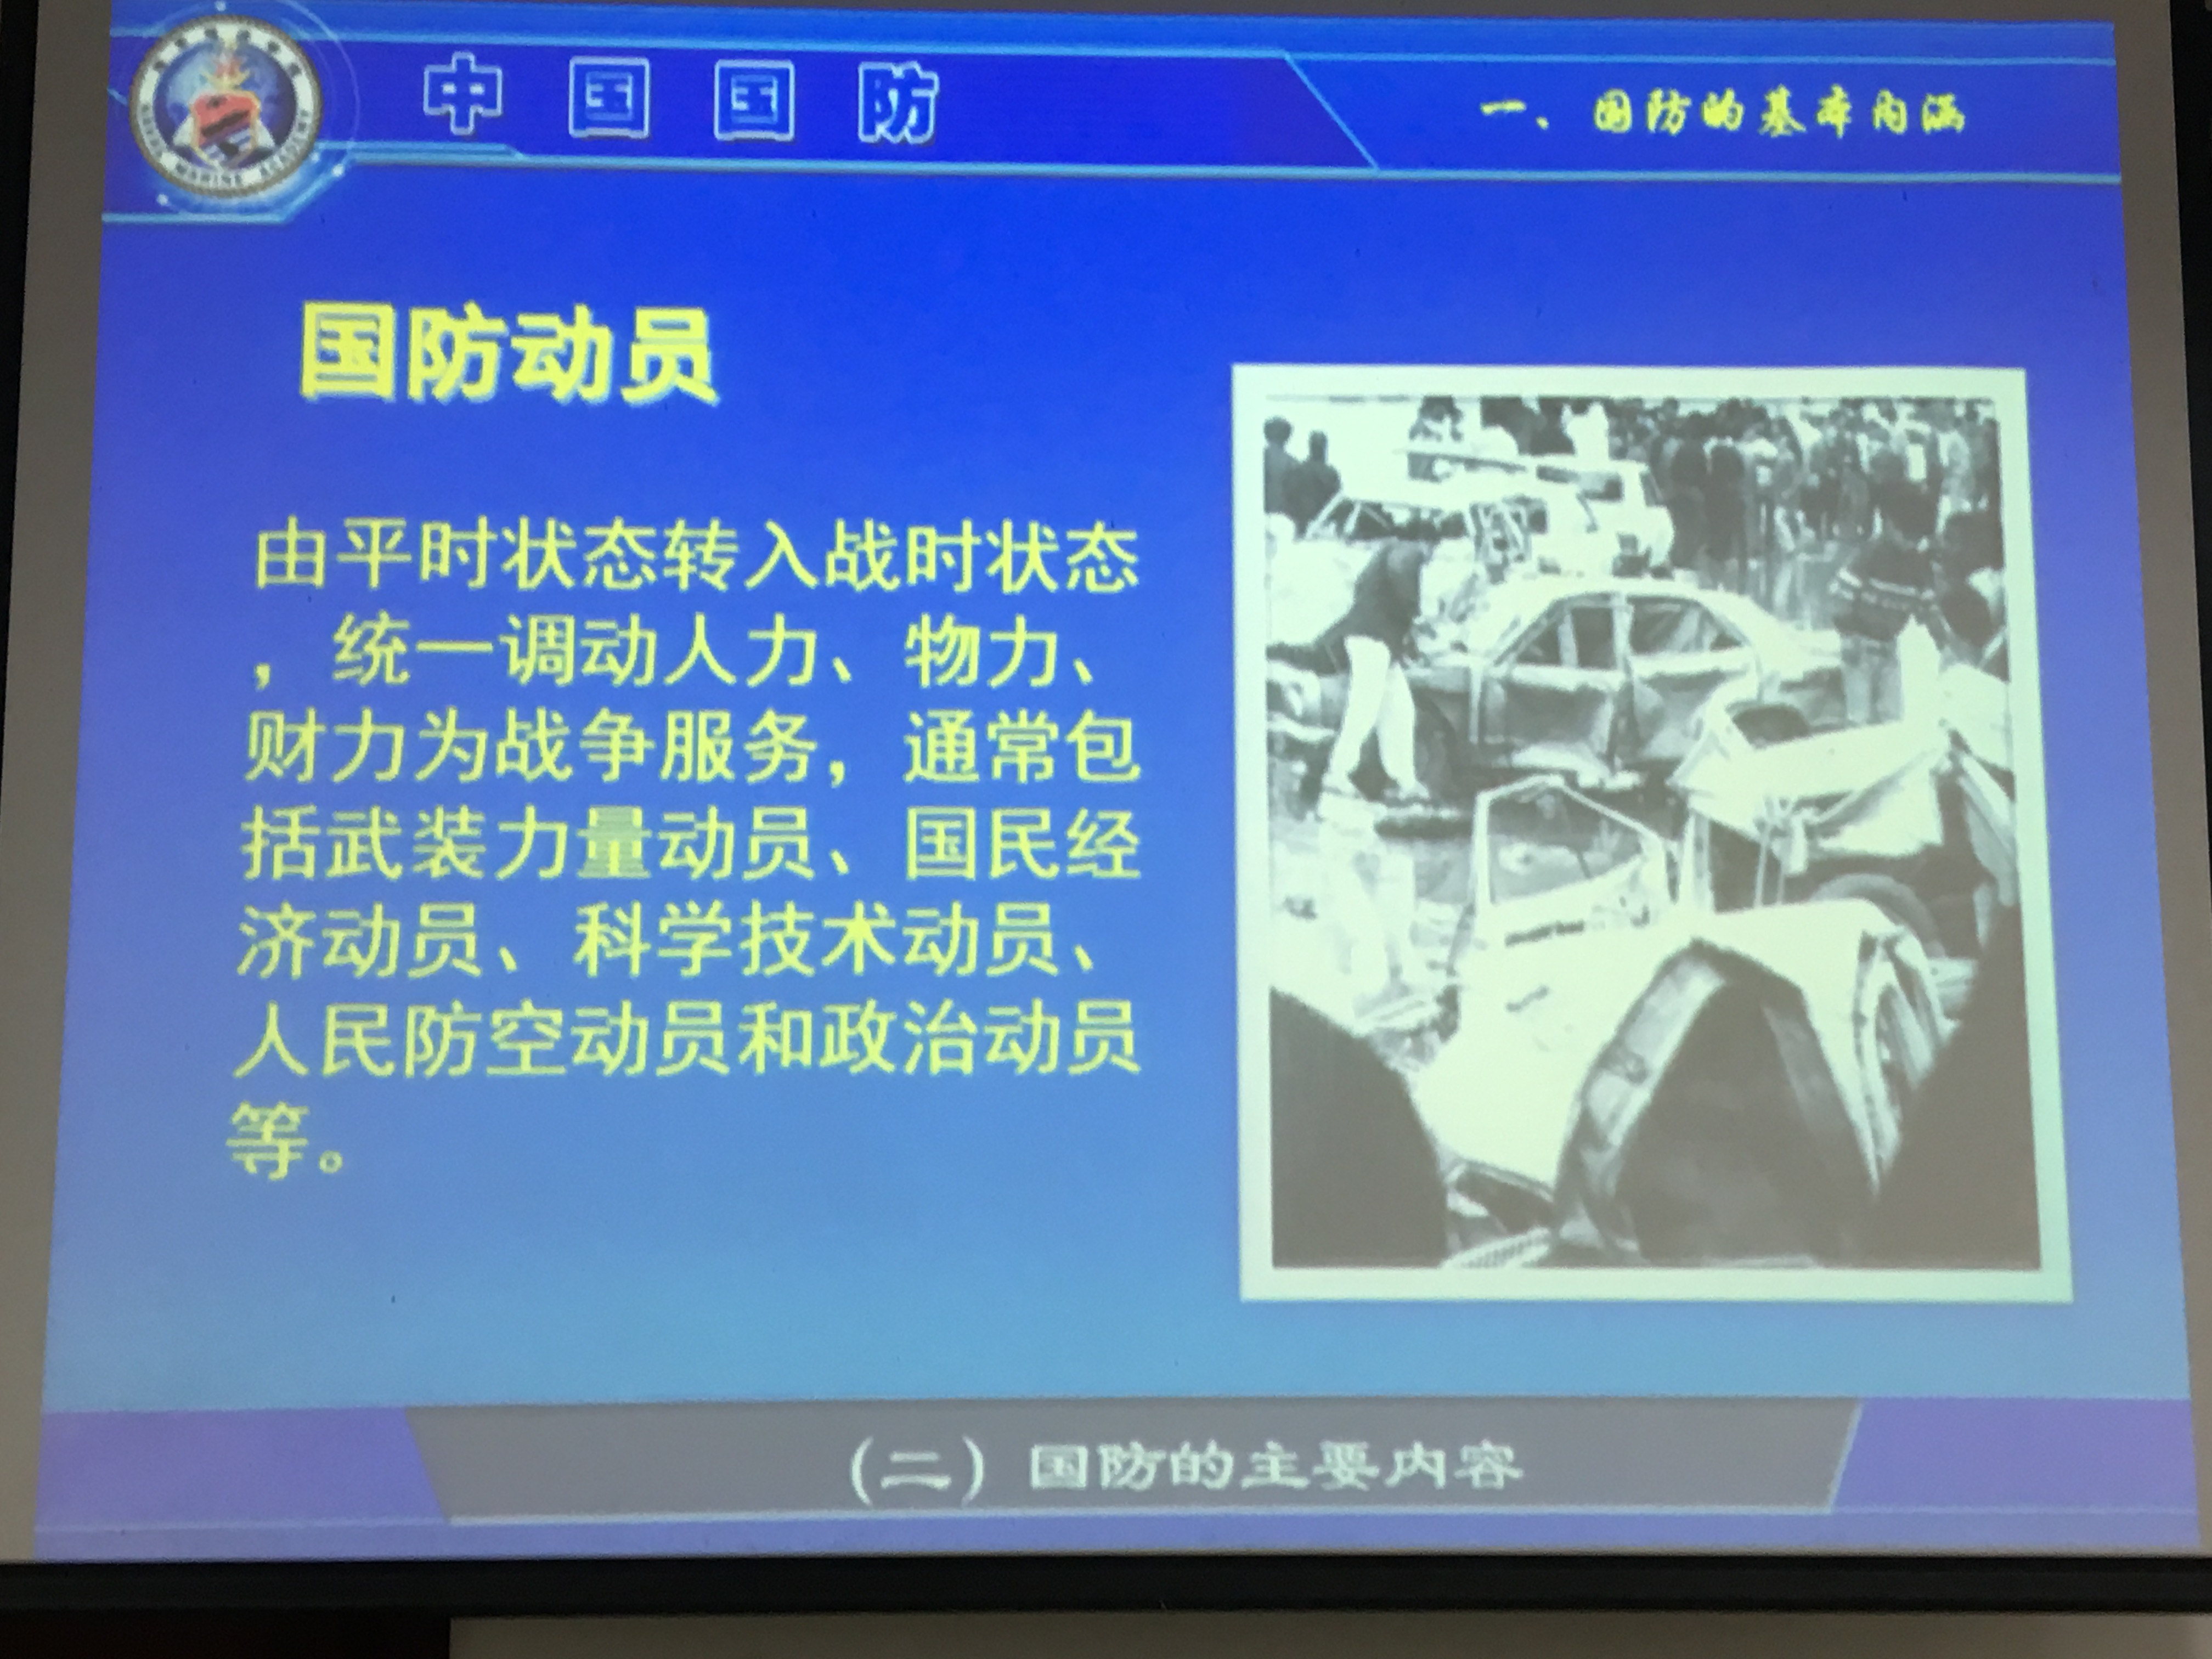 中国国防
一、国防的基本内涵
国防动员
由平时状态转入战时状态
，统一调动人力、物力、
财力为战争服务，通常包
括武装力量动员、国民经
济动员、科学技术动员、
人民防空动员和政治动员
等。
(二) 国防的主要内容